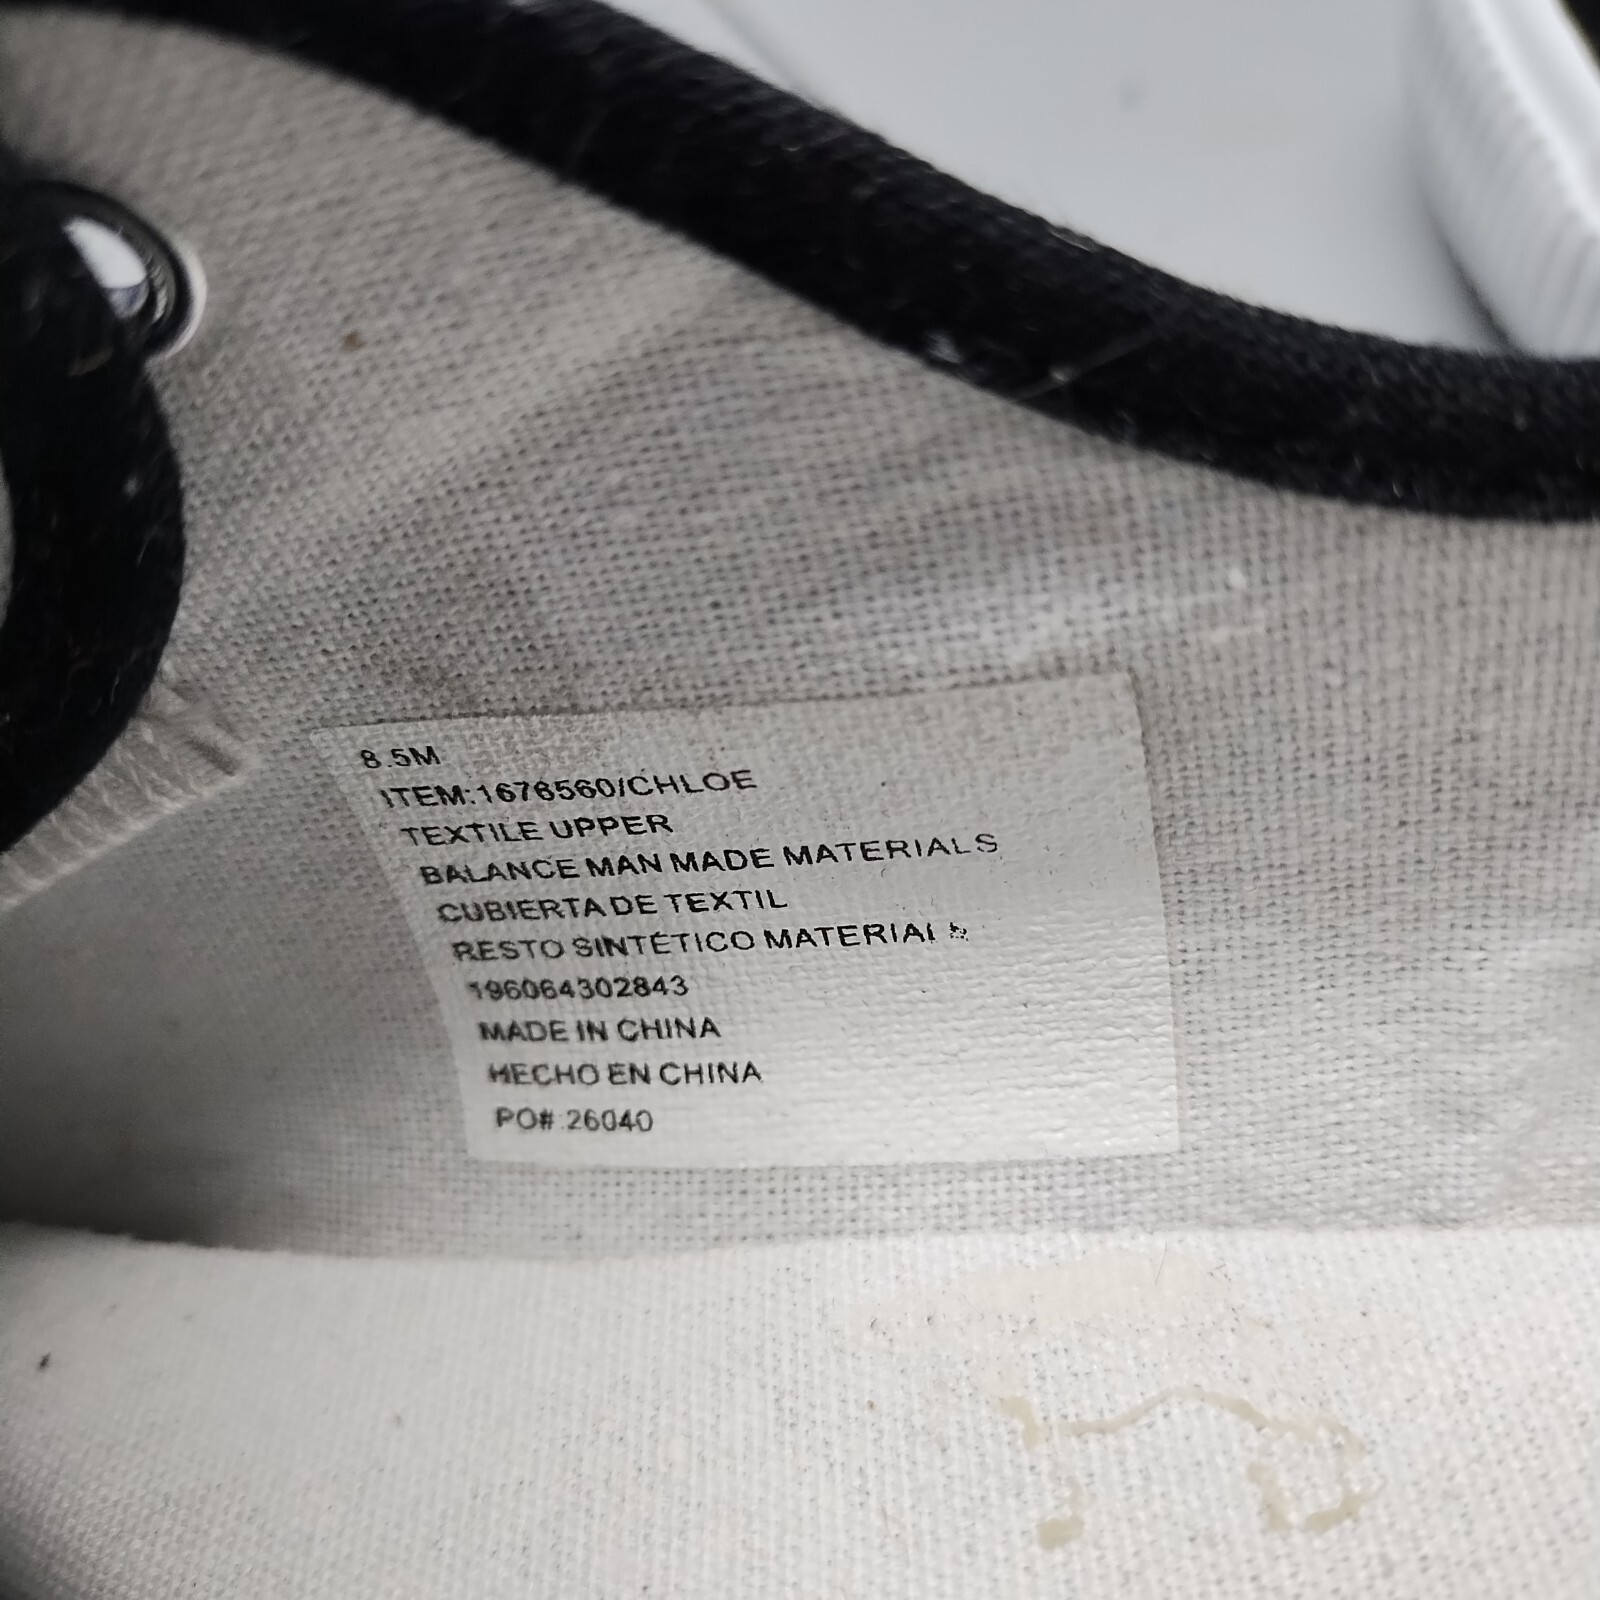 8.5M
ITEM:1676560/CHLOE
TEXTILE UPPER
BALANCE MAN MADE MATERIALS
CUBIERTA DE TEXTIL
RESTO SINTÉTICO MATERIALS
196064302843
MADE IN CHINA
HECHO EN CHINA
PO#:26040